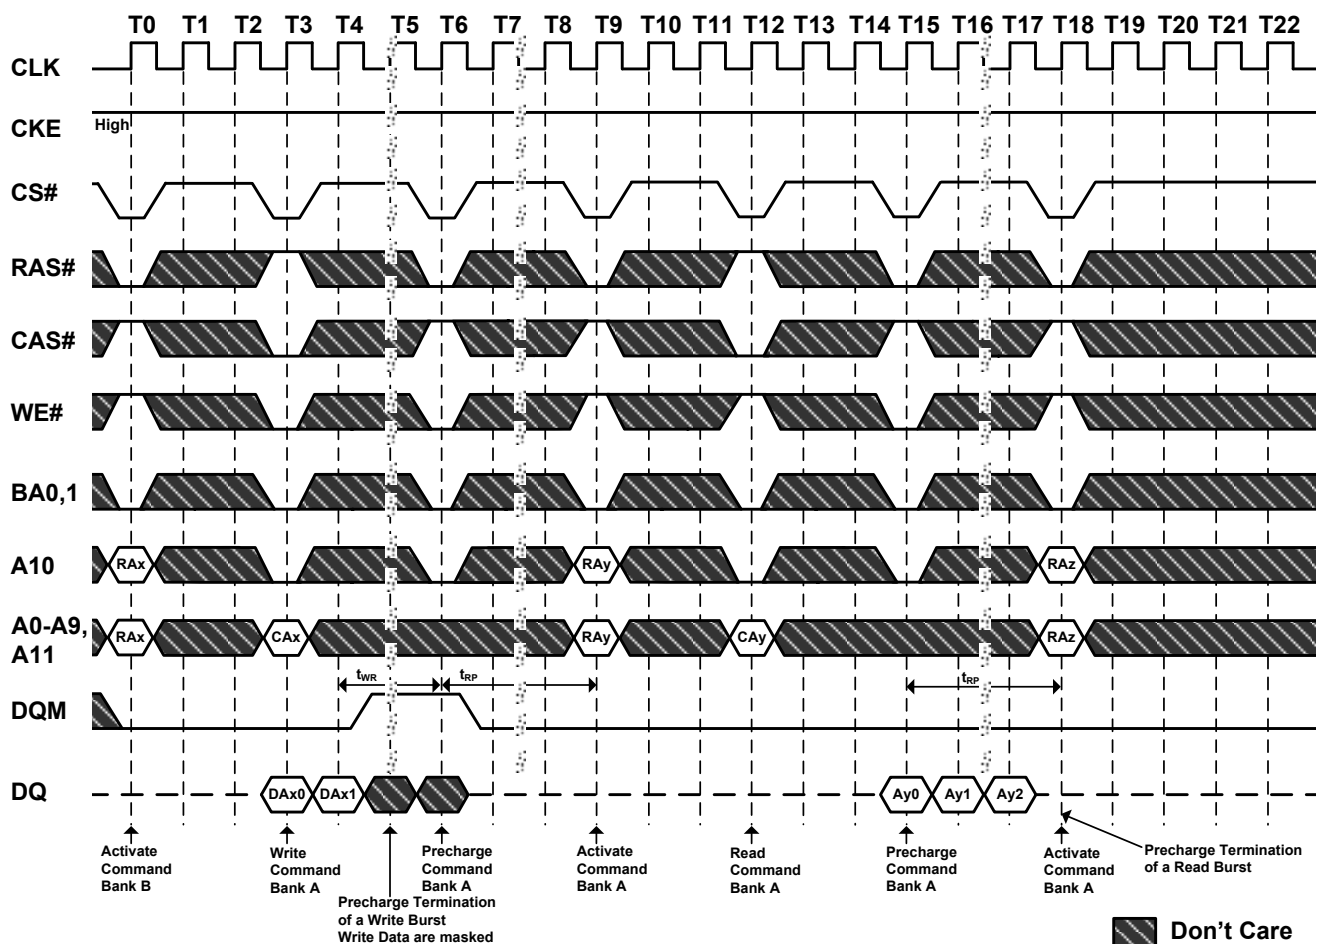 T0 T1 T2 T3 T4 T5 T6 T7 T8 T9 T10 T11 T12 T13 T14 T15 T16 T17 T18 T19 T20 T21 T22
CLK
CKE
High
CS#
RAS#
CAS#
WE#
BA0,1
A10
RAx RAy RAz
A0-A9,
A11
RAx CAx RAy CAy RAz
tWR tRP tRP
DQM
DQ
DAx0 DAx1 Ay0 Ay1 Ay2
Activate
Command
Bank B
Write
Command
Bank A
Precharge
Command
Bank A
Precharge Termination
of a Write Burst
Write Data are masked
Activate
Command
Bank A
Read
Command
Bank A
Precharge
Command
Bank A
Activate
Command
Bank A
Precharge Termination
of a Read Burst
Don't Care